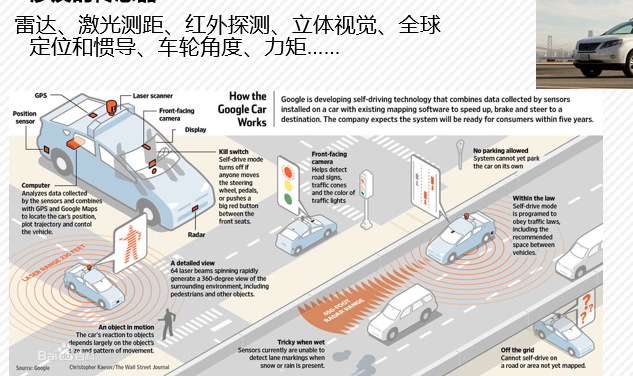 雷达、激光测距、红外探测、立体视觉、全球
定位和惯导、车轮角度、力矩……
How the
Google Car
Works
Google is developing self-driving technology that combines data collected by sensors
installed on a car with existing mapping software to speed up, brake and steer to a
destination. The company expects the system will be ready for consumers within five years.
GPS
Laser scanner
Position
sensor
Front-facing
camera
Display
Kill switch
Self-drive mode
turns off if
anyone moves
the steering
wheel, pedals,
or pushes a
big red button
between the
front seats.
Computer
Analyzes data collected
by the sensors and combines
with GPS and Google Maps
to locate the car's position,
plot trajectory and contol
the vehicle.
Radar
Front-facing
camera
Helps detect
road signs,
traffic cones
and the color of
traffic lights
No parking allowed
System cannot yet park
the car on its own
Within the law
Self-drive mode
is programed to
obey traffic laws,
including the
recommended
space between
vehicles.
LASER RANGE 230 FEET
A detailed view
64 laser beams spinning rapidly
generate a 360-degree view of the
surrounding environment, including
pedestrians and other objects.
650-FOOT
RADAR RANGE
An object in motion
The car's reaction to objects
depends largely on the object's
size and pattern of movement.
Tricky when wet
Sensors currently are unable to
detect lane markings when
snow or rain is present.
? ? ?
Off the grid
Cannot self-drive on
a road or area not yet mapped.
Source: Google
Christopher Kaeser/The Wall Street Journal